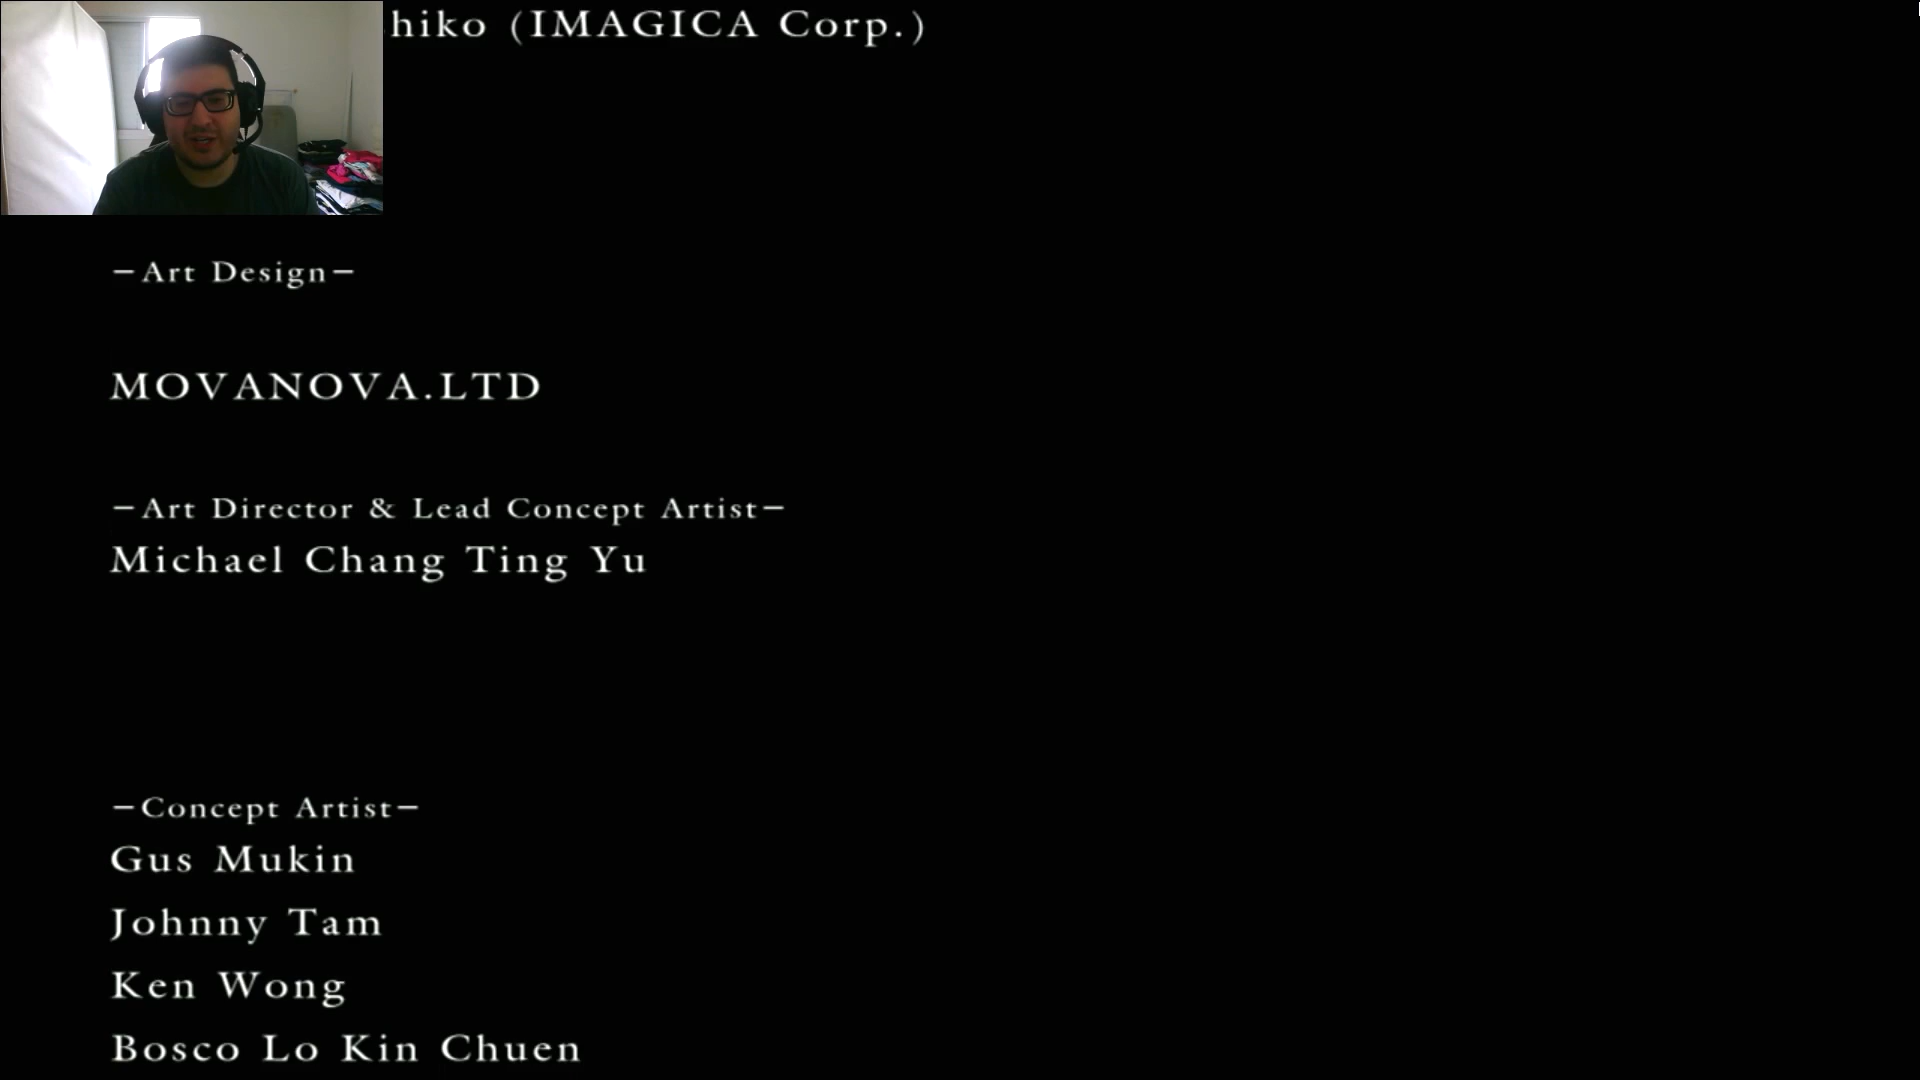 hiko (IMAGICA Corp.)
—Art Design—
MOVANOVA.LTD
—Art Director & Lead Concept Artist—
Michael Chang Ting Yu
—Concept Artist—
Gus Mukin
Johnny Tam
Ken Wong
Bosco Lo Kin Chuen